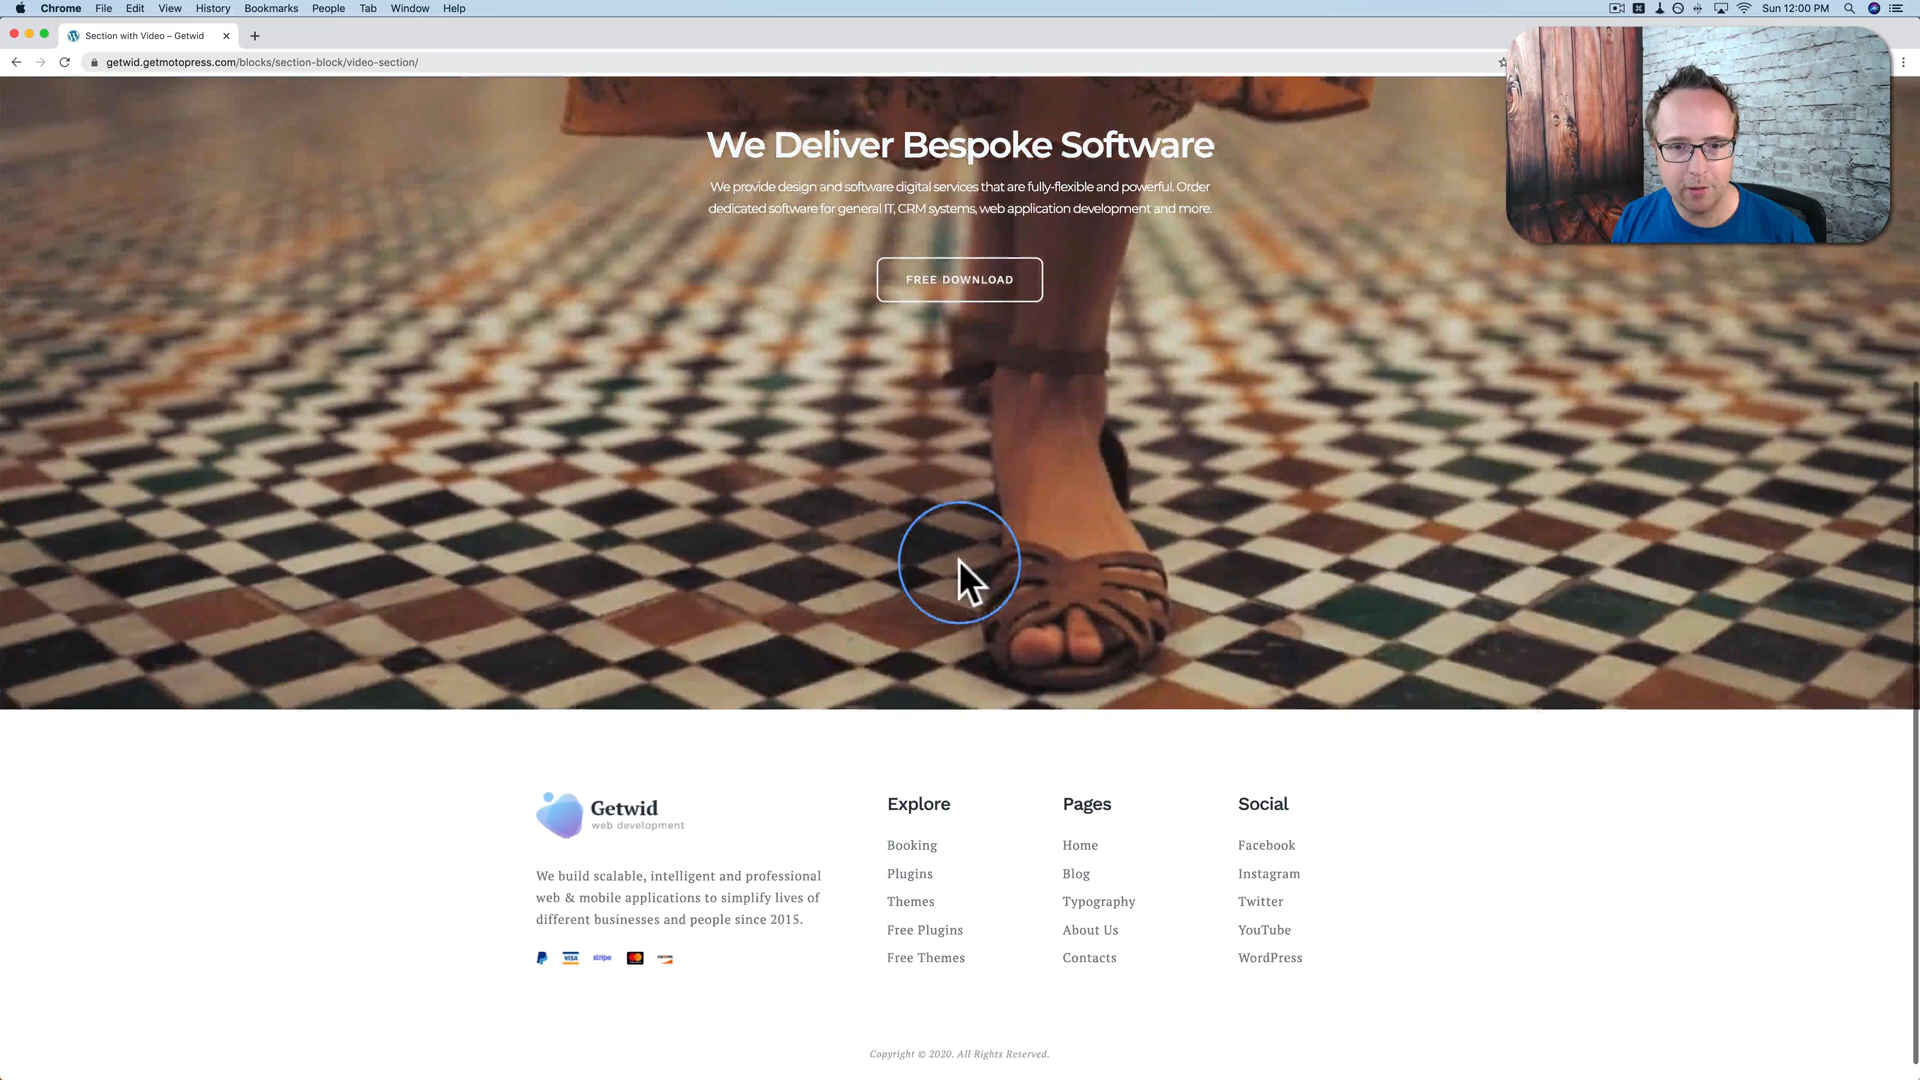 Chrome File Edit View History Bookmarks People Tab Window Help
Sun 12:00 PM
Section with Video – Getwid
getwid.getmotopress.com/blocks/section-block/video-section/
We Deliver Bespoke Software
We provide design and software digital services that are fully-flexible and powerful. Order
dedicated software for general IT, CRM systems, web application development and more.
FREE DOWNLOAD
Getwid
web development
We build scalable, intelligent and professional
web & mobile applications to simplify lives of
different businesses and people since 2015.
VISA stripe
Explore
Booking
Plugins
Themes
Free Plugins
Free Themes
Pages
Home
Blog
Typography
About Us
Contacts
Social
Facebook
Instagram
Twitter
YouTube
WordPress
Copyright © 2020. All Rights Reserved.